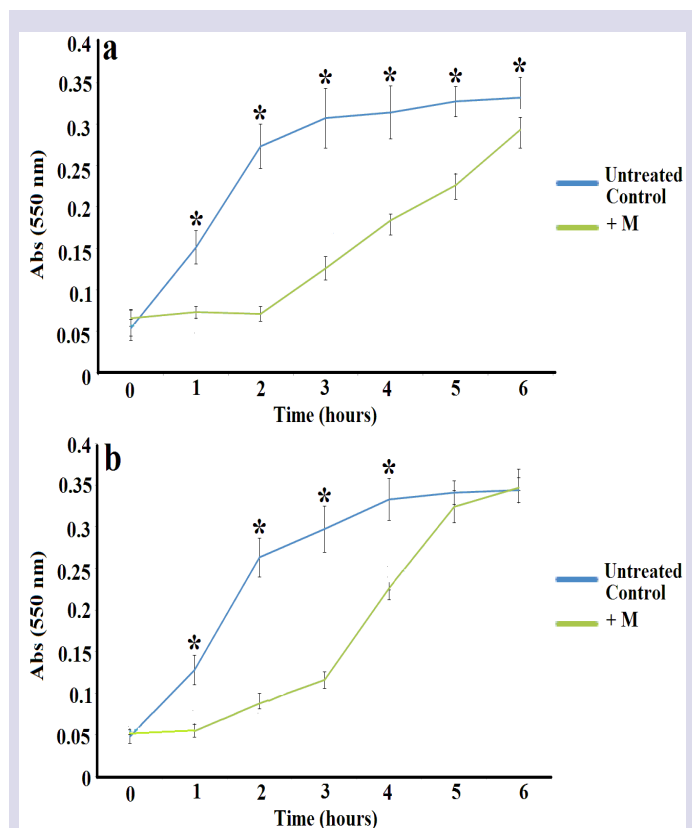 a
0.4
0.35
0.3
0.25
0.2
0.15
0.1
0.05
0
Abs (550 nm)
* * * * * *
0 1 2 3 4 5 6
Time (hours)
Untreated
Control
+ M
b
0.4
0.35
0.3
0.25
0.2
0.15
0.1
0.05
0
Abs (550 nm)
* * * *
0 1 2 3 4 5 6
Time (hours)
Untreated
Control
+ M